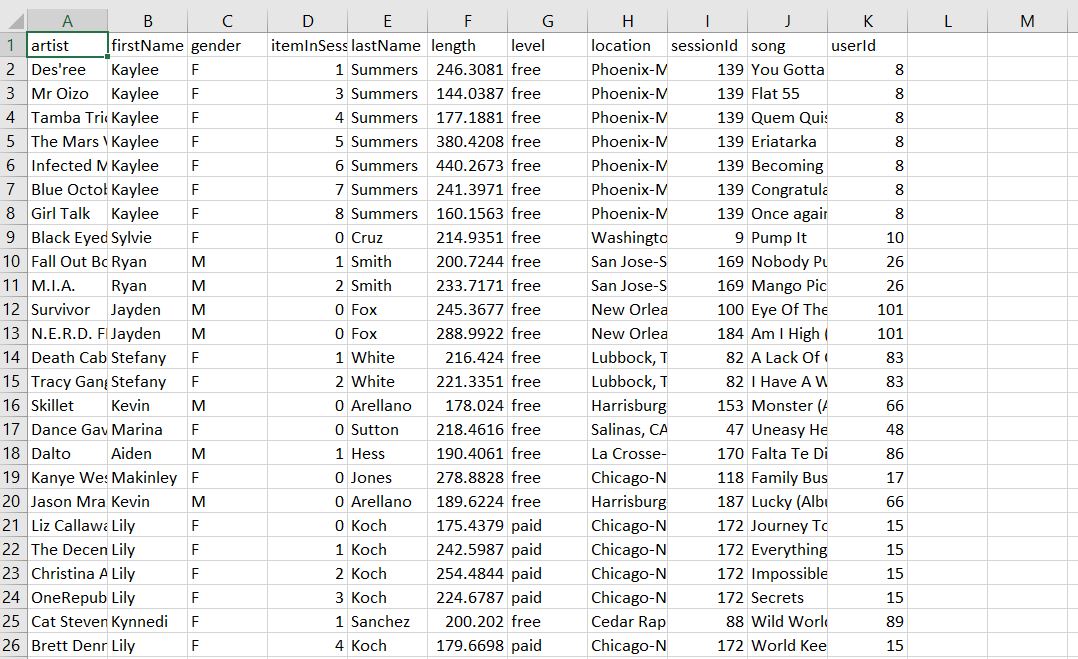 A B C D E F G H I J K L M
1 artist firstName gender itemInSess lastName length level location sessionId song userId
2 Des'ree Kaylee F 1 Summers 246.3081 free Phoenix-M 139 You Gotta 8
3 Mr Oizo Kaylee F 3 Summers 144.0387 free Phoenix-M 139 Flat 55 8
4 Tamba Tric Kaylee F 4 Summers 177.1881 free Phoenix-M 139 Quem Quis 8
5 The Mars V Kaylee F 5 Summers 380.4208 free Phoenix-M 139 Eriatarka 8
6 Infected M Kaylee F 6 Summers 440.2673 free Phoenix-M 139 Becoming 8
7 Blue Octob Kaylee F 7 Summers 241.3971 free Phoenix-M 139 Congratula 8
8 Girl Talk Kaylee F 8 Summers 160.1563 free Phoenix-M 139 Once again 8
9 Black Eyed Sylvie F 0 Cruz 214.9351 free Washingto 9 Pump It 10
10 Fall Out Bo Ryan M 1 Smith 200.7244 free San Jose-S 169 Nobody Pu 26
11 M.I.A. Ryan M 2 Smith 233.7171 free San Jose-S 169 Mango Pic 26
12 Survivor Jayden M 0 Fox 245.3677 free New Orlea 100 Eye Of The 101
13 N.E.R.D. F Jayden M 0 Fox 288.9922 free New Orlea 184 Am I High ( 101
14 Death Cab Stefany F 1 White 216.424 free Lubbock, T 82 A Lack Of 83
15 Tracy Gang Stefany F 2 White 221.3351 free Lubbock, T 82 I Have A W 83
16 Skillet Kevin M 0 Arellano 178.024 free Harrisburg 153 Monster (A 66
17 Dance Gav Marina F 0 Sutton 218.4616 free Salinas, CA 47 Uneasy He 48
18 Dalto Aiden M 1 Hess 190.4061 free La Crosse- 170 Falta Te Di 86
19 Kanye Wes Makinley F 0 Jones 278.8828 free Chicago-N 118 Family Bus 17
20 Jason Mra Kevin M 0 Arellano 189.6224 free Harrisburg 187 Lucky (Albu 66
21 Liz Callawa Lily F 0 Koch 175.4379 paid Chicago-N 172 Journey To 15
22 The Decem Lily F 1 Koch 242.5987 paid Chicago-N 172 Everything 15
23 Christina A Lily F 2 Koch 254.4844 paid Chicago-N 172 Impossible 15
24 OneRepub Lily F 3 Koch 224.6787 paid Chicago-N 172 Secrets 15
25 Cat Steven Kynnedi F 1 Sanchez 200.202 free Cedar Rap 88 Wild World 89
26 Brett Denn Lily F 4 Koch 179.6698 paid Chicago-N 172 World Kee 15